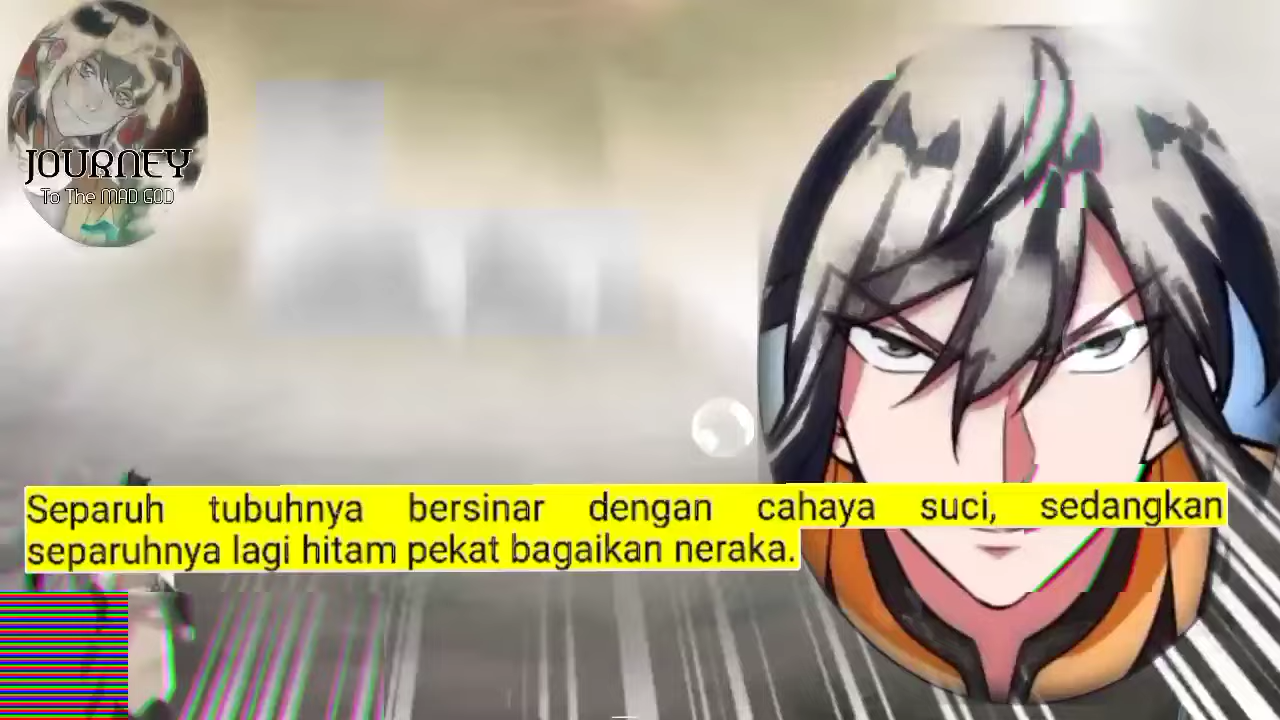 JOURNEY
To The MAD GOD
Separuh tubuhnya bersinar dengan cahaya suci, sedangkan
separuhnya lagi hitam pekat bagaikan neraka.